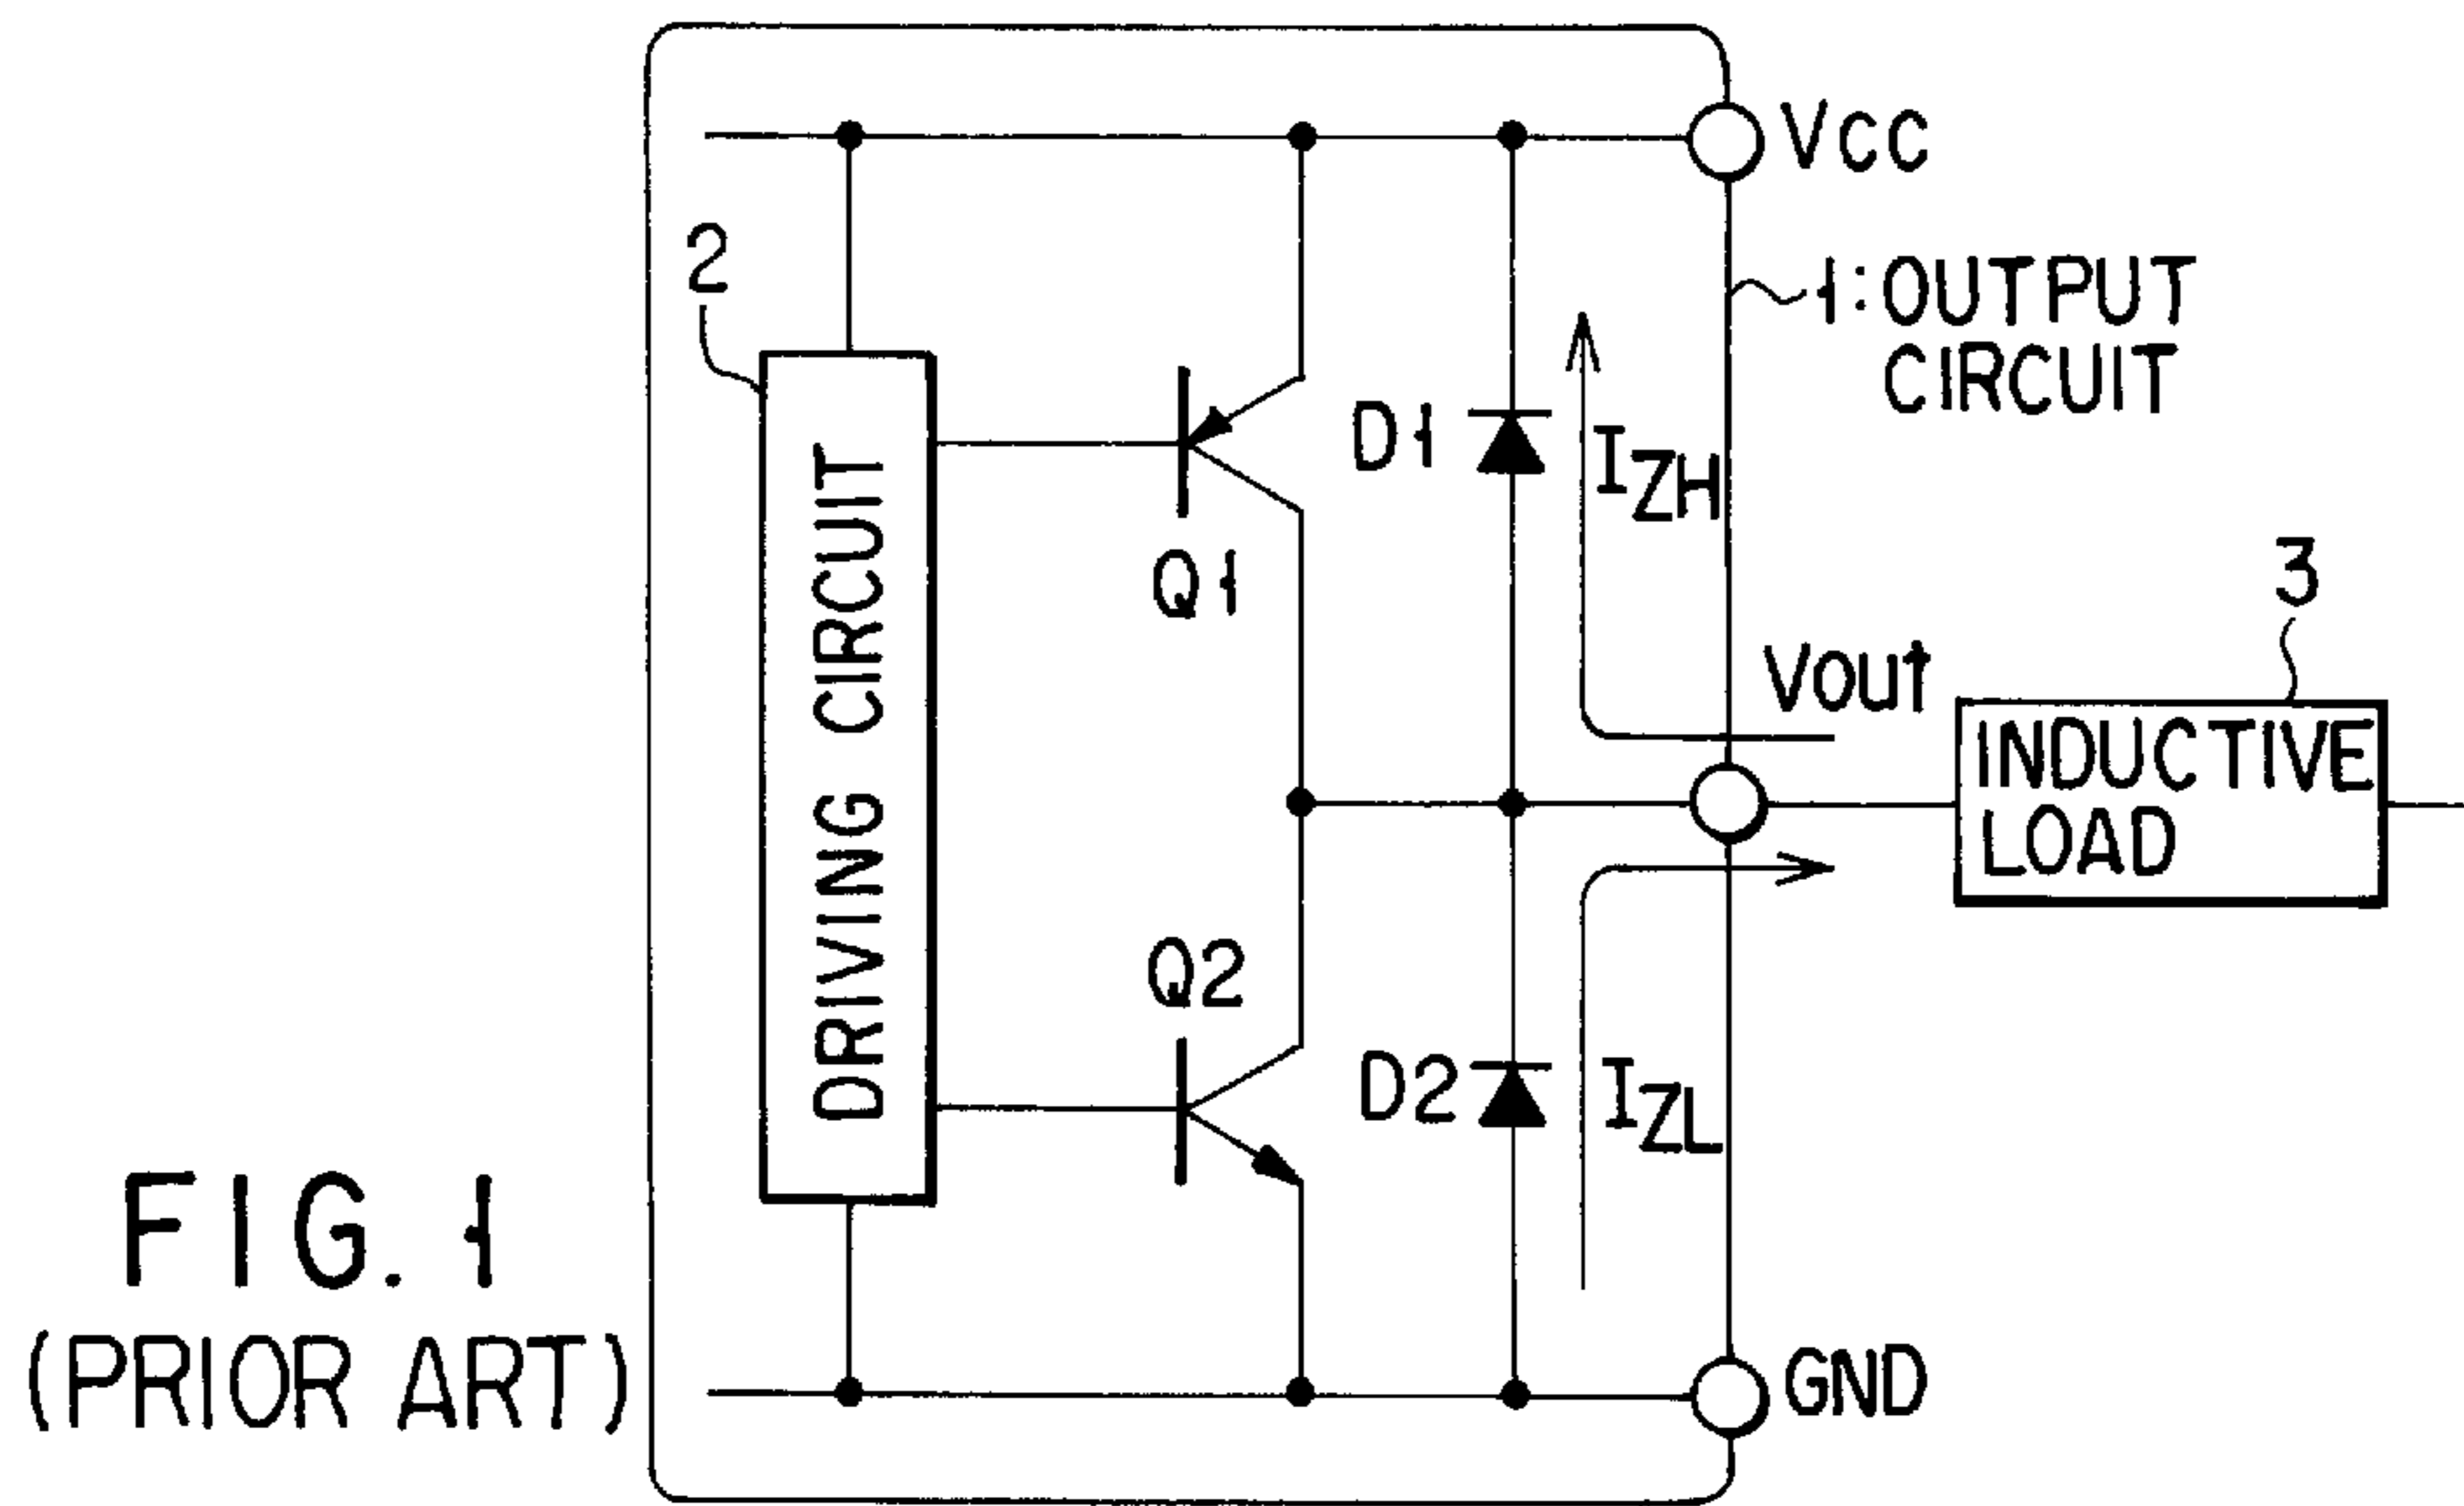 VCC
2
1: OUTPUT
CIRCUIT
D1
IZH
Q1
3
VOUt
INDUCTIVE
LOAD
DRIVING CIRCUIT
Q2
D2
IZL
GND
FIG. 1
(PRIOR ART)